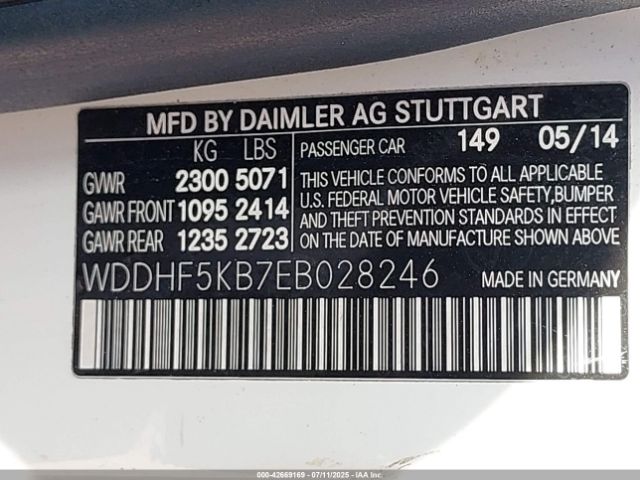 MFD BY DAIMLER AG STUTTGART
KG LBS
GVWR 2300 5071
GAWR FRONT 1095 2414
GAWR REAR 1235 2723
PASSENGER CAR 149 05/14
THIS VEHICLE CONFORMS TO ALL APPLICABLE
U.S. FEDERAL MOTOR VEHICLE SAFETY,BUMPER
AND THEFT PREVENTION STANDARDS IN EFFECT
ON THE DATE OF MANUFACTURE SHOWN ABOVE
WDDHF5KB7EB028246
MADE IN GERMANY
000-42669169 07/11/2025 IAAI, Inc.